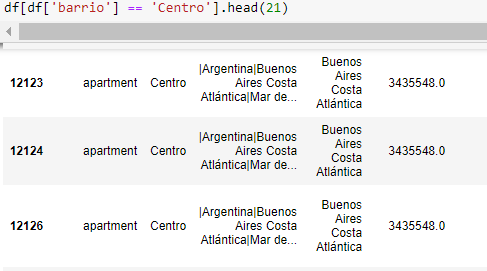 df[df['barrio'] == 'Centro'].head(21)
12123 apartment Centro |Argentina|Buenos Aires Costa Atlántica|Mar de... Buenos Aires Costa Atlántica 3435548.0
12124 apartment Centro |Argentina|Buenos Aires Costa Atlántica|Mar de... Buenos Aires Costa Atlántica 3435548.0
12126 apartment Centro |Argentina|Buenos Aires Costa Atlántica|Mar de... Buenos Aires Costa Atlántica 3435548.0